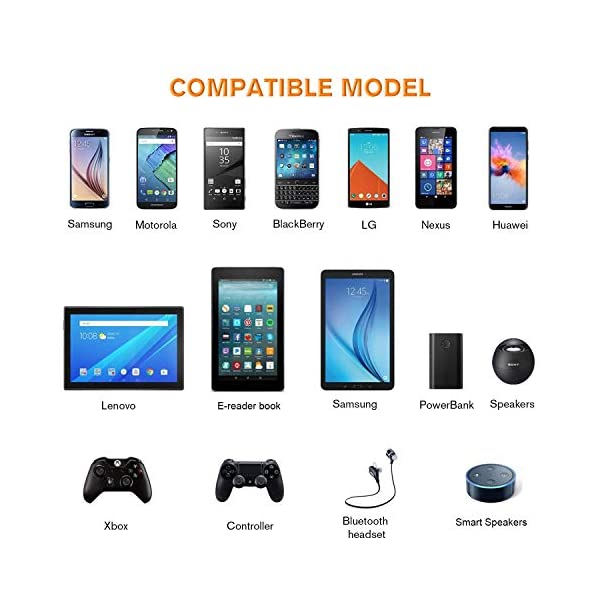 COMPATIBLE MODEL
Samsung
Motorola
Sony
BlackBerry
LG
Nexus
Huawei
Lenovo
E-reader book
Samsung
PowerBank
SONY
Speakers
Xbox
Controller
Bluetooth
headset
Smart Speakers